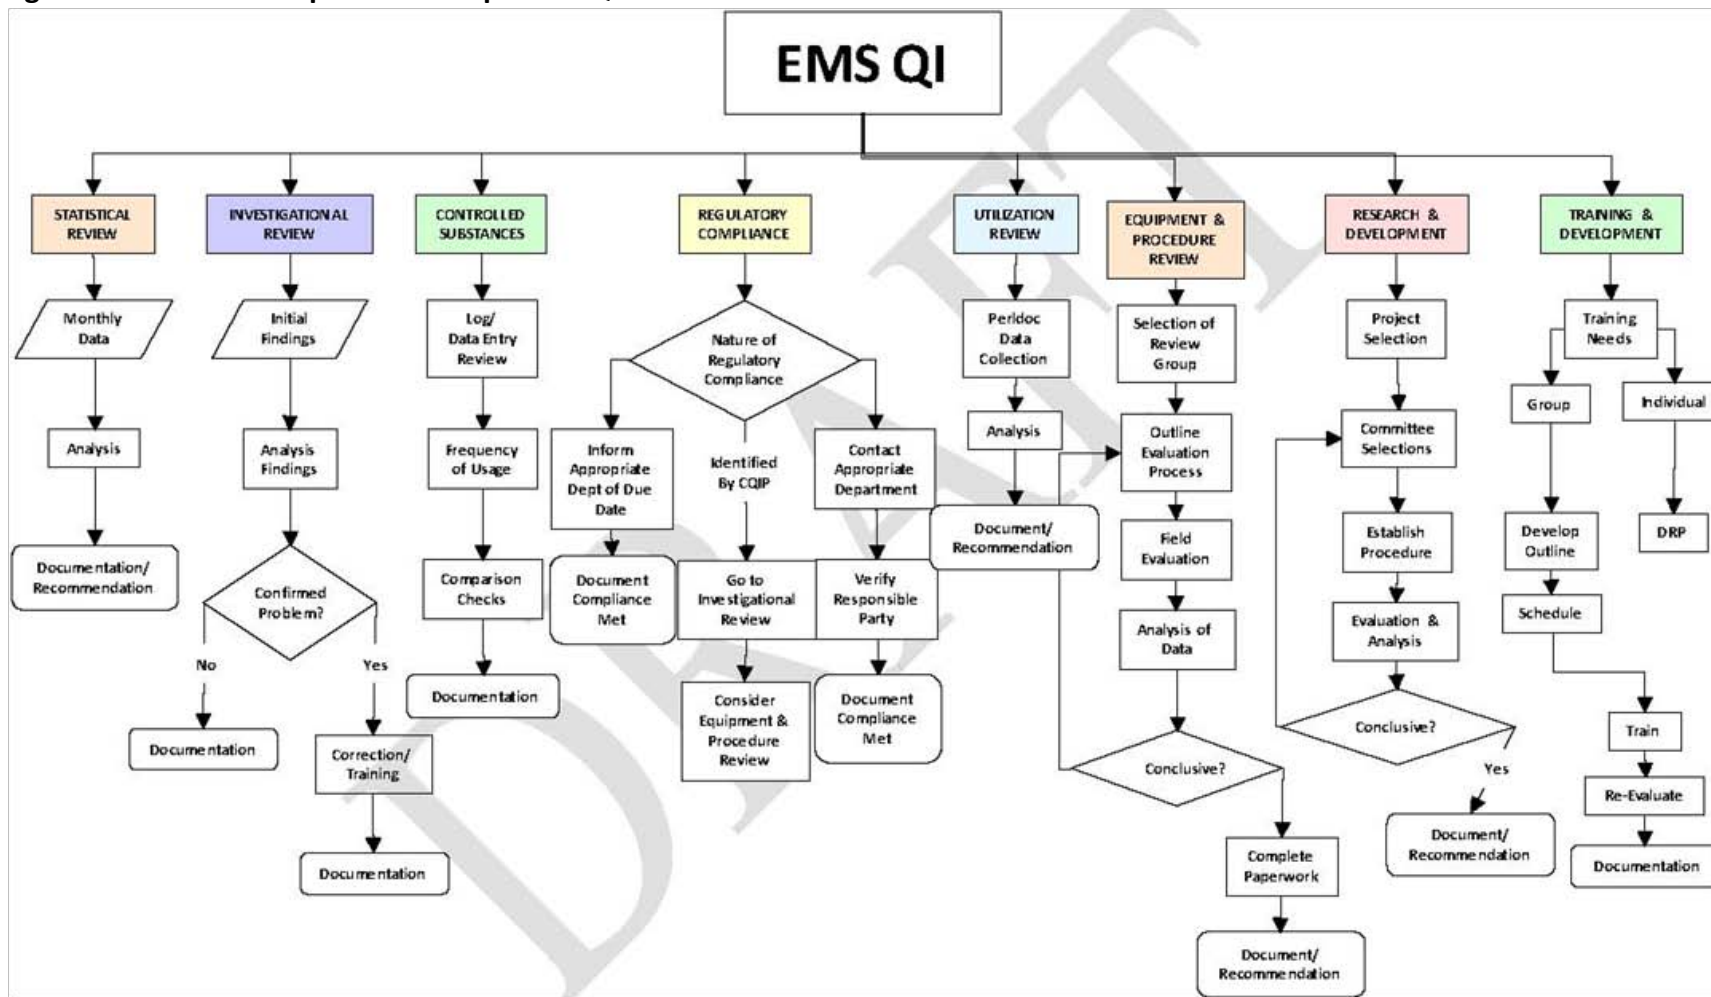 EMS QI
STATISTICAL
REVIEW
Monthly
Data
Analysis
Documentation/
Recommendation
INVESTIGATIONAL
REVIEW
Initial
Findings
Analysis
Findings
Confirmed
Problem?
No
Yes
Documentation
Correction/
Training
Documentation
CONTROLLED
SUBSTANCES
Log/
Data Entry
Review
Frequency
of Usage
Comparison
Checks
Documentation
REGULATORY
COMPLIANCE
Nature of
Regulatory
Compliance
Inform
Appropriate
Dept of Due
Date
Document
Compliance
Met
Identified
By CQIP
Go to
Investigational
Review
Consider
Equipment &
Procedure
Review
Contact
Appropriate
Department
Verify
Responsible
Party
Document
Compliance
Met
UTILIZATION
REVIEW
Peridoc
Data
Collection
Analysis
Document/
Recommendation
EQUIPMENT &
PROCEDURE
REVIEW
Selection of
Review
Group
Outline
Evaluation
Process
Field
Evaluation
Analysis of
Data
Conclusive?
Complete
Paperwork
Document/
Recommendation
RESEARCH &
DEVELOPMENT
Project
Selection
Committee
Selections
Establish
Procedure
Evaluation &
Analysis
Conclusive?
Yes
Document/
Recommendation
TRAINING &
DEVELOPMENT
Training
Needs
Group
Individual
Develop
Outline
DRP
Schedule
Train
Re-Evaluate
Documentation
DRAFT